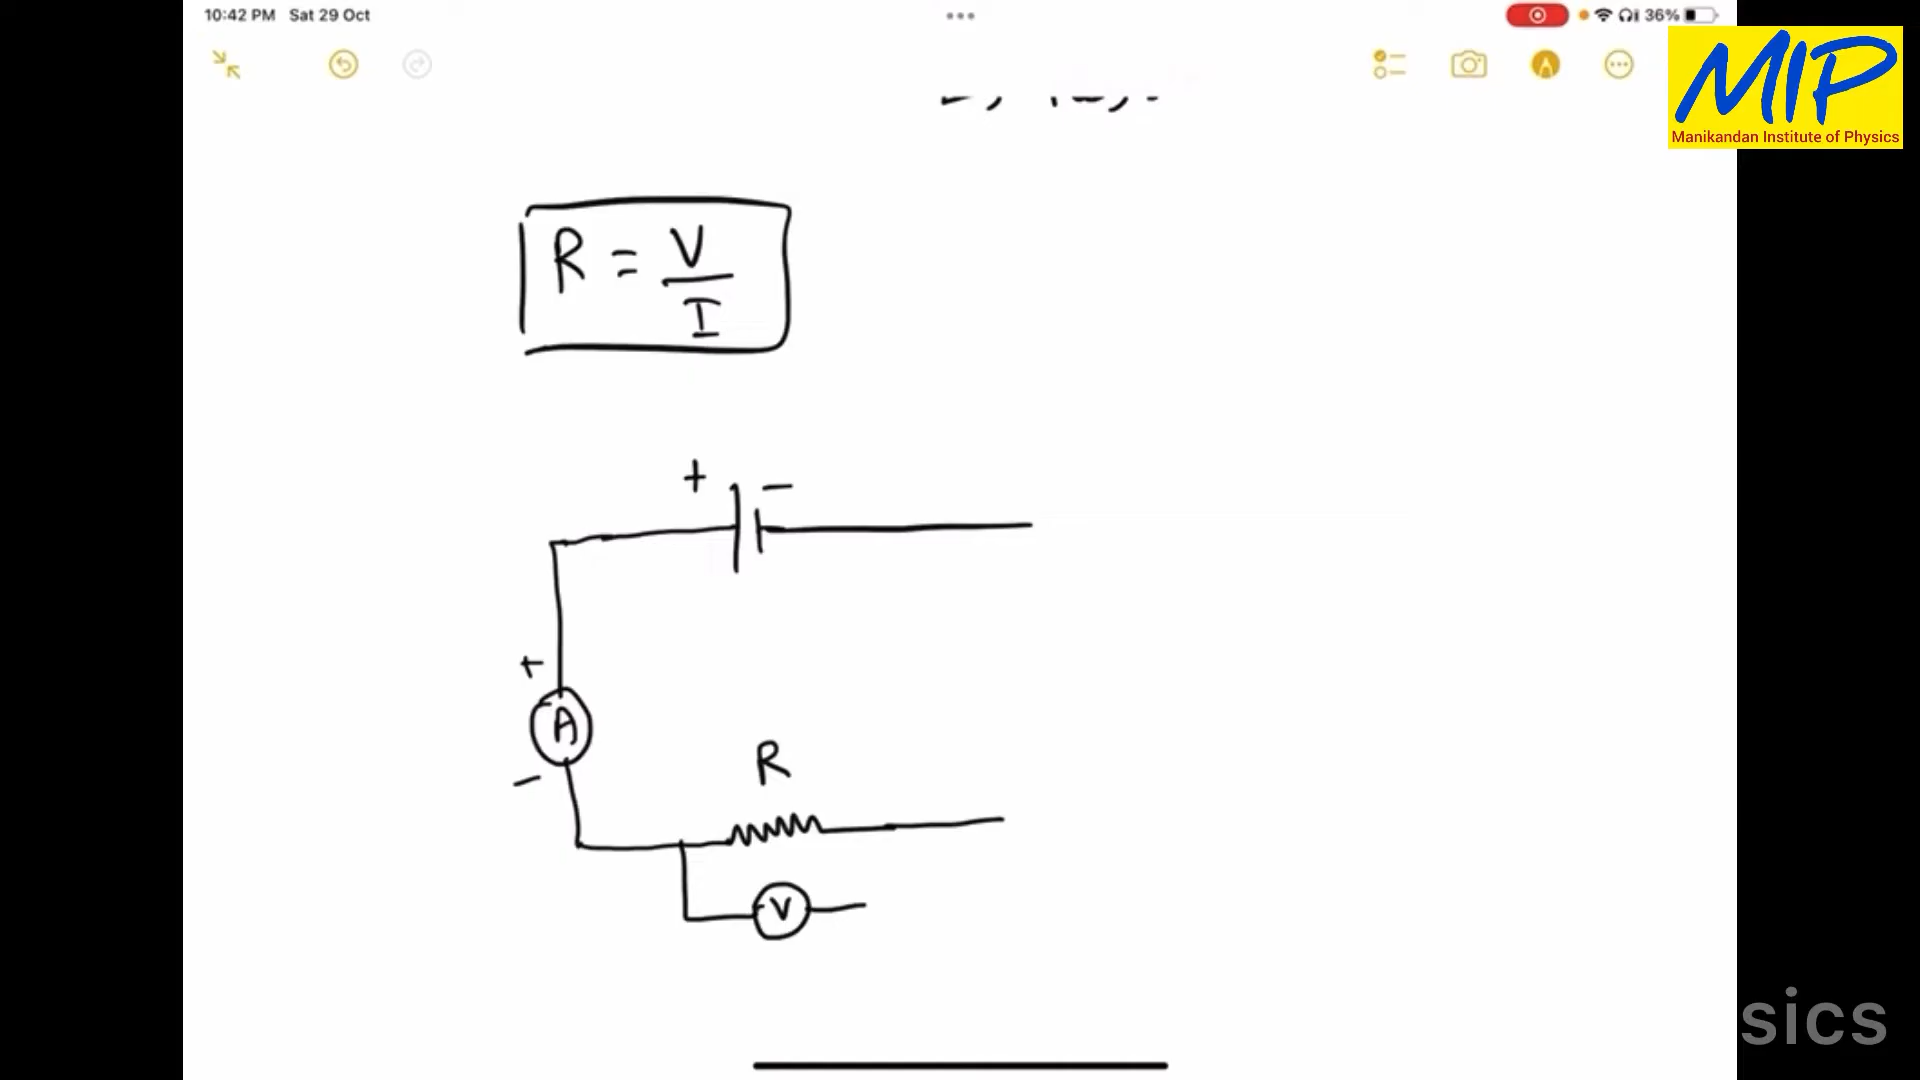 10:42 PM Sat 29 Oct
36%
MIP
Manikandan Institute of Physics
R = V
I
+ −
+
A
−
R
V
sics